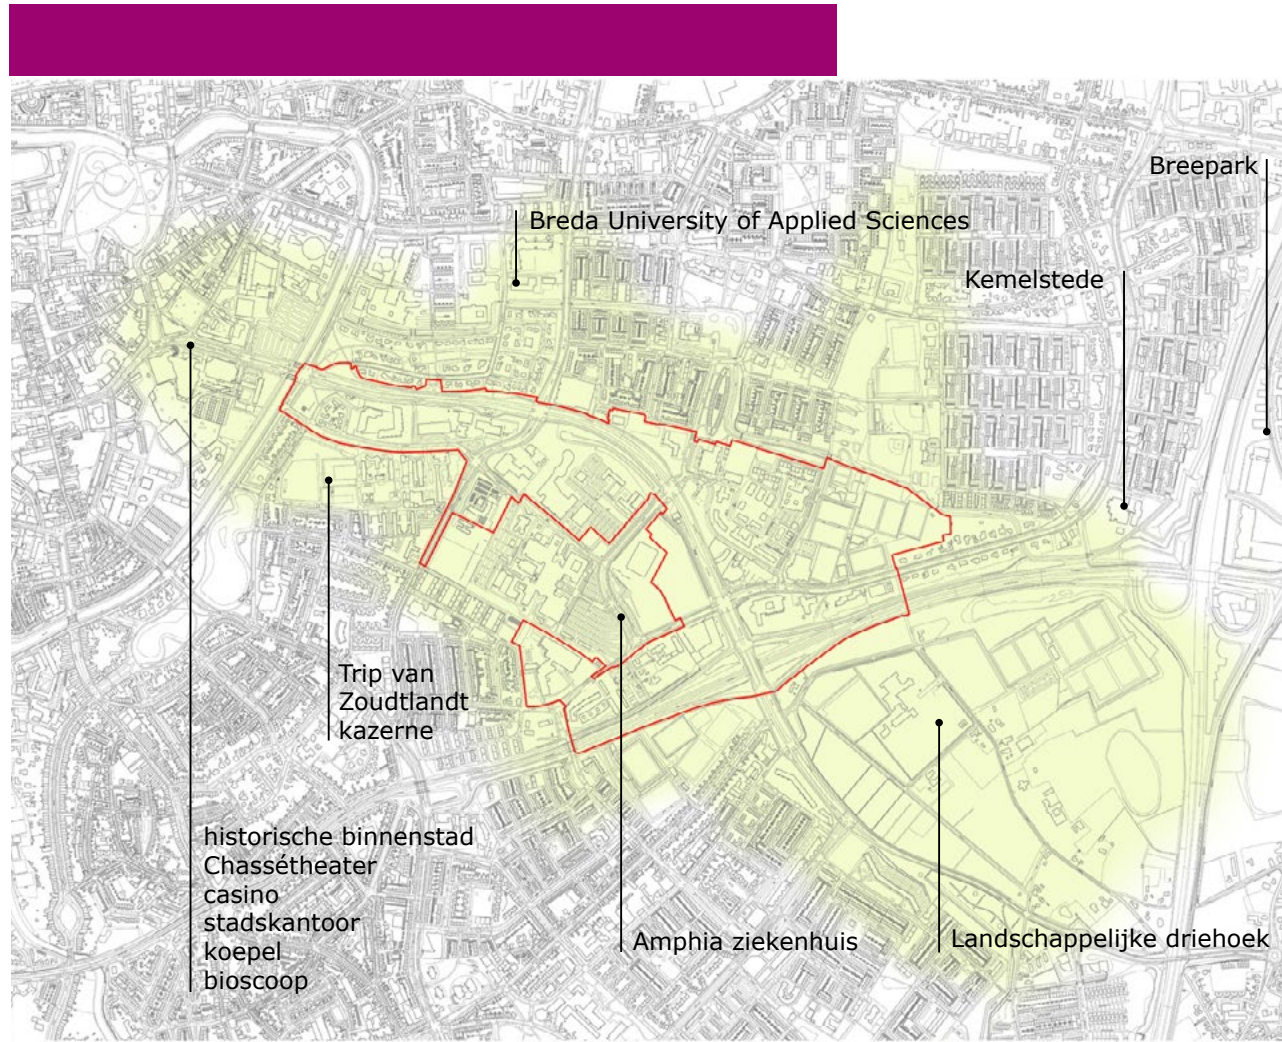 Breepark
Breda University of Applied Sciences
Kemelstede
Trip van
Zoudtlandt
kazerne
historische binnenstad
Chassétheater
casino
stadskantoor
koepel
bioscoop
Amphia ziekenhuis
Landschappelijke driehoek